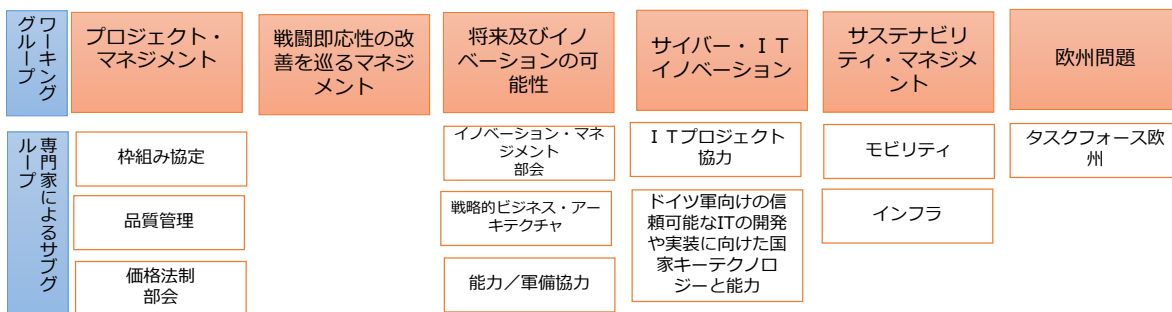 ワーキング
グループ
プロジェクト・
マネジメント
戦闘即応性の改
善を巡るマネジ
メント
将来及びイノ
ベーションの可
能性
サイバー・ＩＴ
イノベーション
サステナビリ
ティ・マネジメ
ント
欧州問題
専門家によるサブグ
ループ
枠組み協定
品質管理
価格法制
部会
イノベーション・マネ
ジメント
部会
戦略的ビジネス・アー
キテクチャ
能力／軍備協力
ＩＴプロジェクト
協力
ドイツ軍向けの信
頼可能なITの開発
や実装に向けた国
家キーテクノロ
ジーと能力
モビリティ
インフラ
タスクフォース欧
州